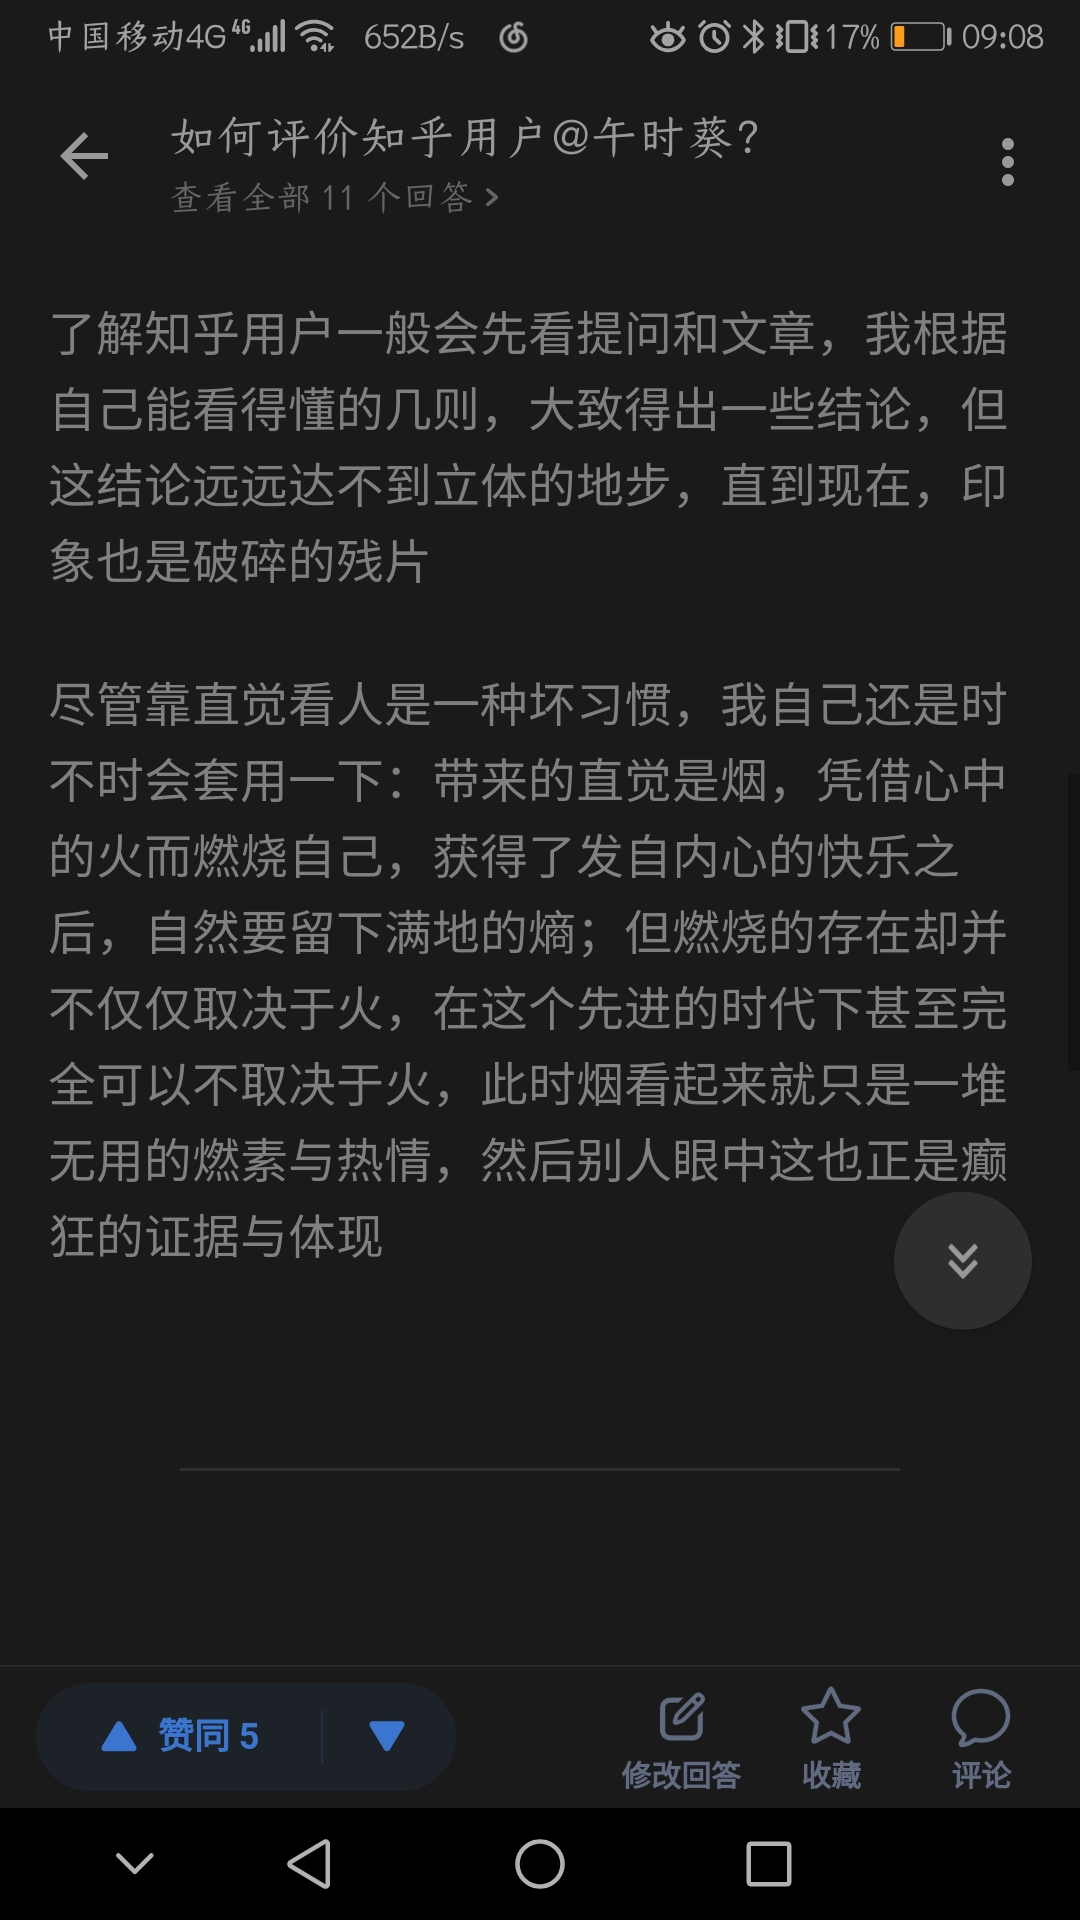 中国移动4G 4G 652B/s 17% 09:08
如何评价知乎用户@午时葵?
查看全部 11 个回答 >
了解知乎用户一般会先看提问和文章，我根据
自己能看得懂的几则，大致得出一些结论，但
这结论远远达不到立体的地步，直到现在，印
象也是破碎的残片
尽管靠直觉看人是一种坏习惯，我自己还是时
不时会套用一下：带来的直觉是烟，凭借心中
的火而燃烧自己，获得了发自内心的快乐之
后，自然要留下满地的熵；但燃烧的存在却并
不仅仅取决于火，在这个先进的时代下甚至完
全可以不取决于火，此时烟看起来就只是一堆
无用的燃素与热情，然后别人眼中这也正是癫
狂的证据与体现
赞同 5
修改回答 收藏 评论